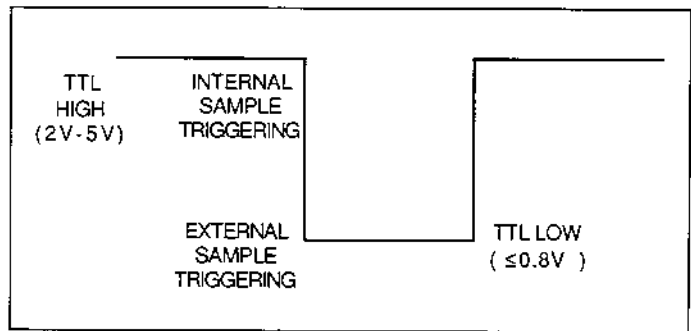 TTL
HIGH
(2V-5V)
INTERNAL
SAMPLE
TRIGGERING
EXTERNAL
SAMPLE
TRIGGERING
TTL LOW
( ≤0.8V )